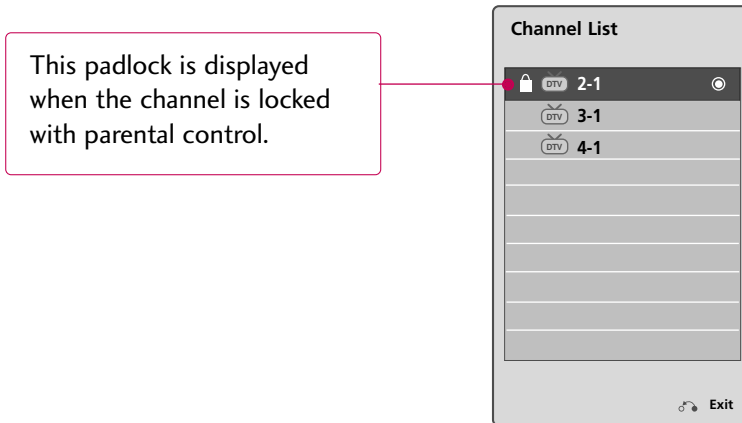 This padlock is displayed
when the channel is locked
with parental control.
Channel List
DTV 2-1
DTV 3-1
DTV 4-1
Exit